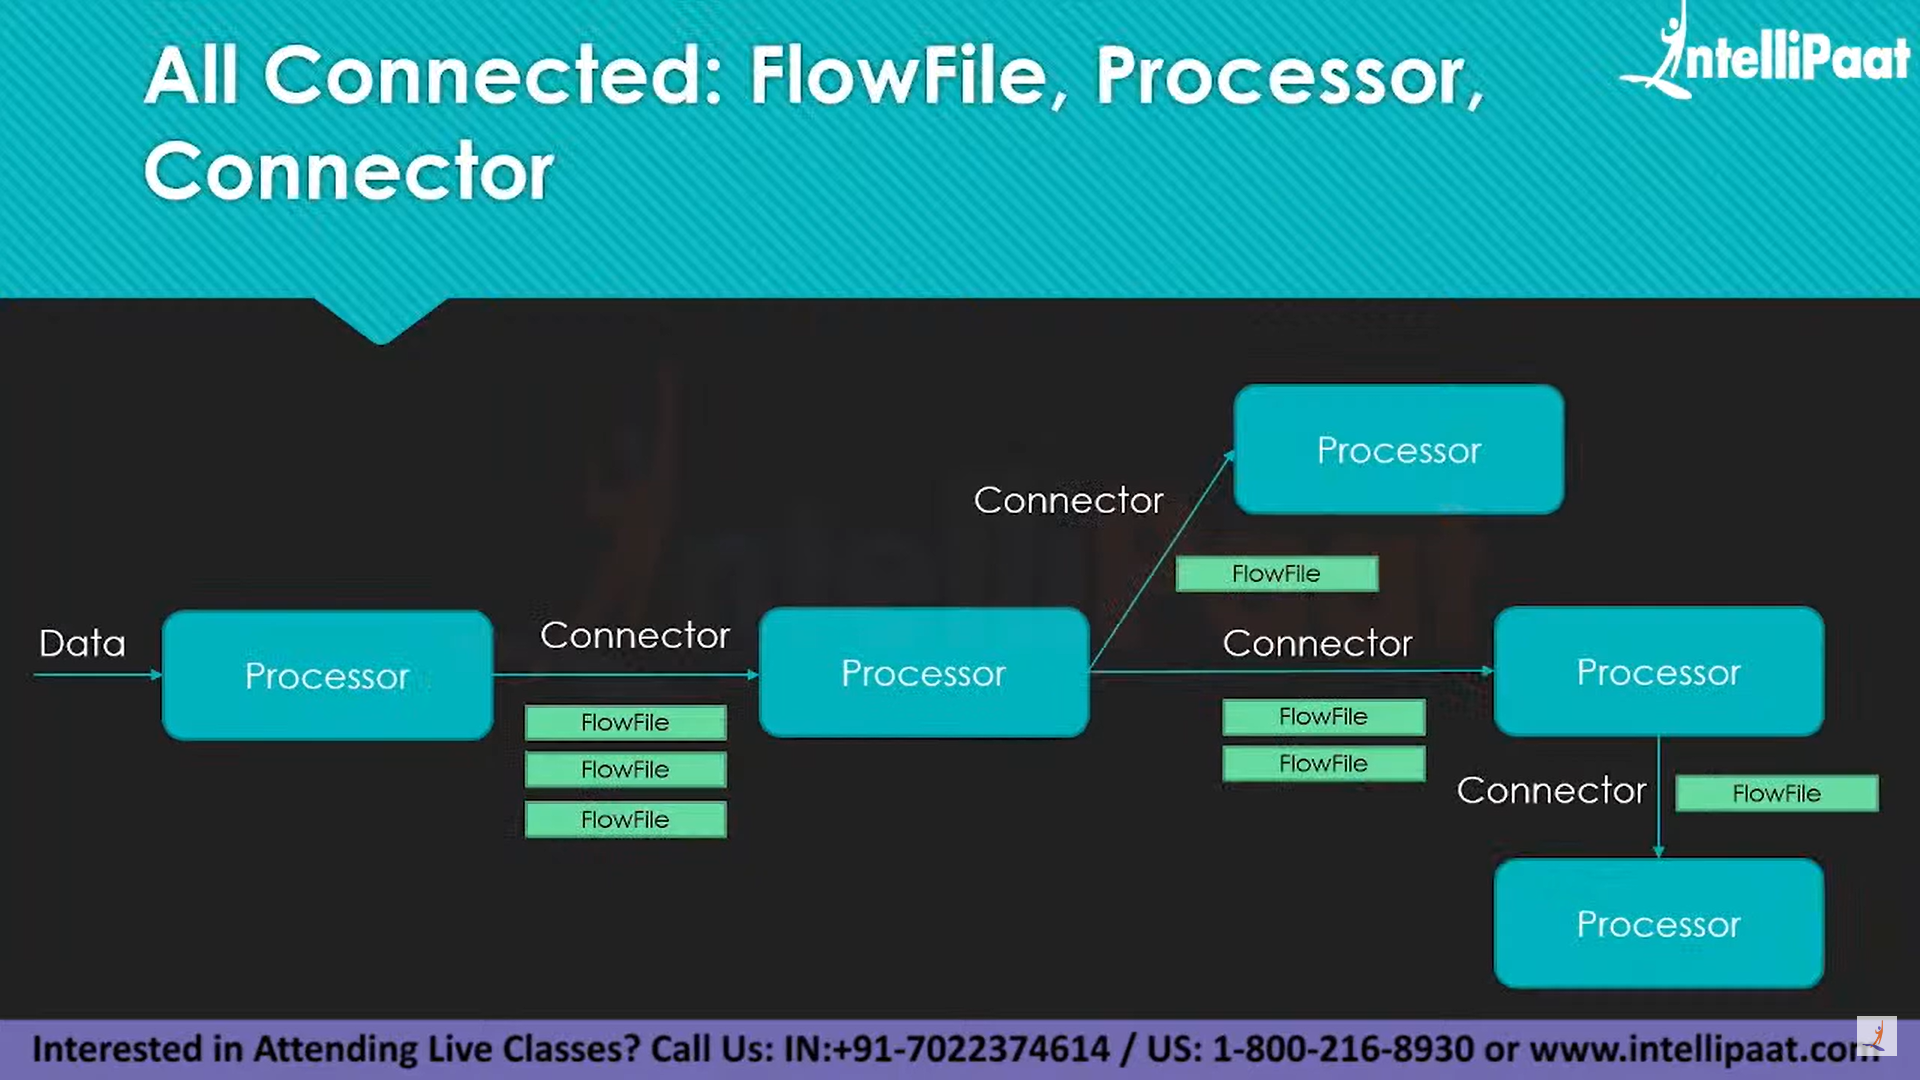 All Connected: FlowFile, Processor,
Connector
IntelliPaat
Processor
Connector
FlowFile
Data
Processor
Connector
Processor
Connector
Processor
FlowFile
FlowFile
FlowFile
FlowFile
FlowFile
Connector
FlowFile
Processor
Interested in Attending Live Classes? Call Us: IN:+91-7022374614 / US: 1-800-216-8930 or www.intellipaat.com